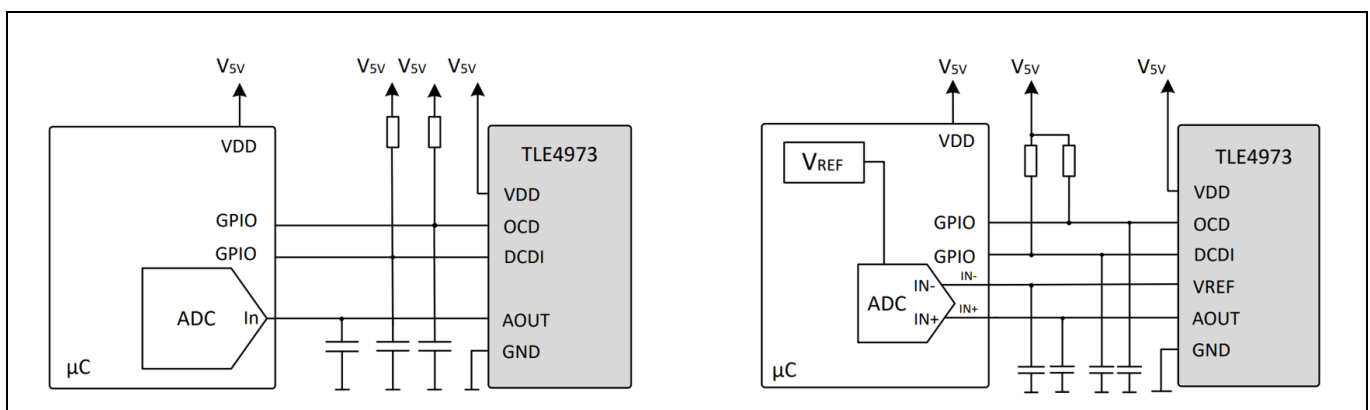 V5V V5V V5V V5V
VDD
TLE4973
VDD
GPIO
OCD
GPIO
DCDI
ADC
In
AOUT
GND
µC
V5V V5V V5V
VDD
TLE4973
VREF
VDD
GPIO
OCD
GPIO
DCDI
IN- IN-
VREF
ADC
IN+ IN+
AOUT
GND
µC